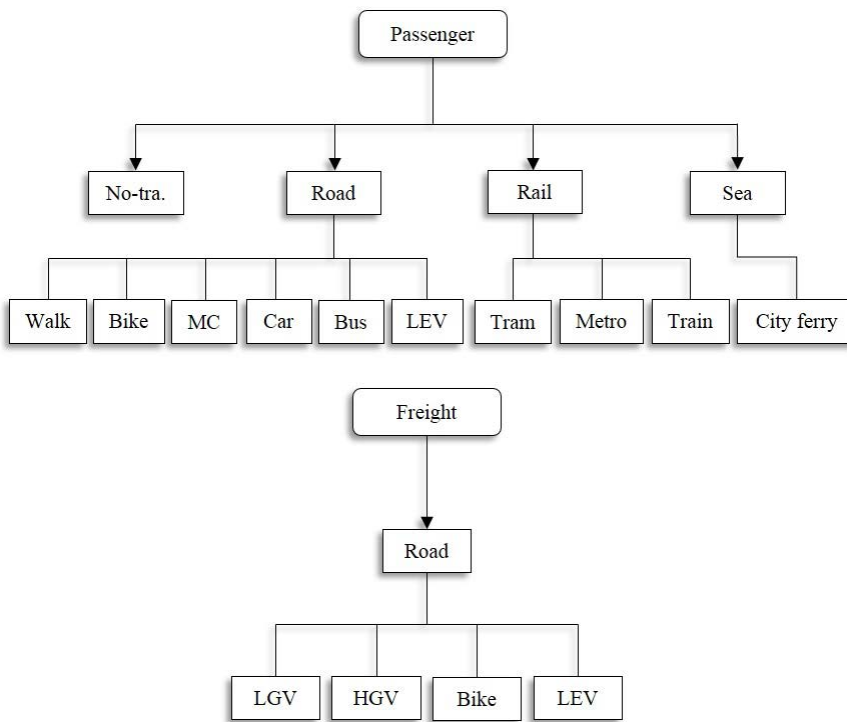 Passenger
No-tra. Road Rail Sea
Walk Bike MC Car Bus LEV Tram Metro Train City ferry
Freight
Road
LGV HGV Bike LEV